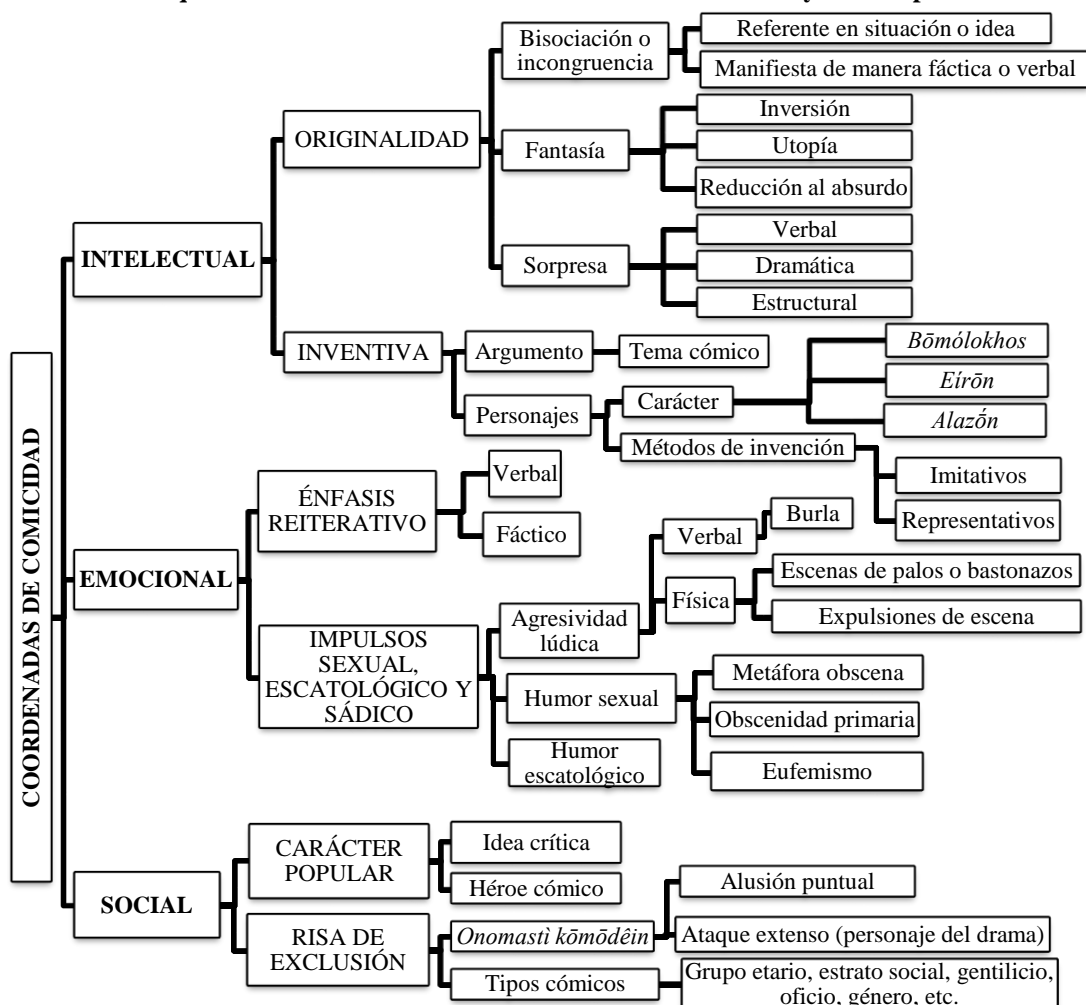 COORDENADAS DE COMICIDAD
INTELECTUAL
ORIGINALIDAD
Bisociación o
incongruencia
Referente en situación o idea
Manifiesta de manera fáctica o verbal
Fantasía
Inversión
Utopía
Reducción al absurdo
Sorpresa
Verbal
Dramática
Estructural
INVENTIVA
Argumento
Tema cómico
Personajes
Carácter
Bōmólokhos
Eírōn
Alazṓn
Métodos de invención
Imitativos
Representativos
EMOCIONAL
ÉNFASIS
REITERATIVO
Verbal
Fáctico
IMPULSOS
SEXUAL,
ESCATOLÓGICO Y
SÁDICO
Agresividad
lúdica
Verbal
Burla
Física
Escenas de palos o bastonazos
Expulsiones de escena
Humor sexual
Metáfora obscena
Obscenidad primaria
Eufemismo
Humor
escatológico
SOCIAL
CARÁCTER
POPULAR
Idea crítica
Héroe cómico
RISA DE
EXCLUSIÓN
Onomastì kōmōdêin
Alusión puntual
Ataque extenso (personaje del drama)
Tipos cómicos
Grupo etario, estrato social, gentilicio,
oficio, género, etc.